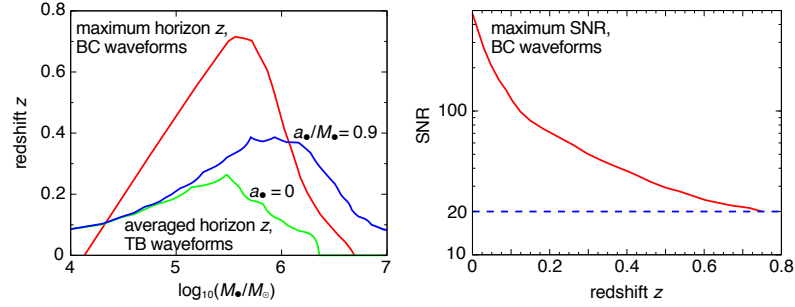 0.8
0.6
0.4
0.2
0
redshift z
maximum horizon z,
BC waveforms
a●/M● = 0.9
a● = 0
averaged horizon z,
TB waveforms
4 5 6 7
log₁₀(M●/M⊙)
maximum SNR,
BC waveforms
SNR
100
20
10
0 0.2 0.4 0.6 0.8
redshift z